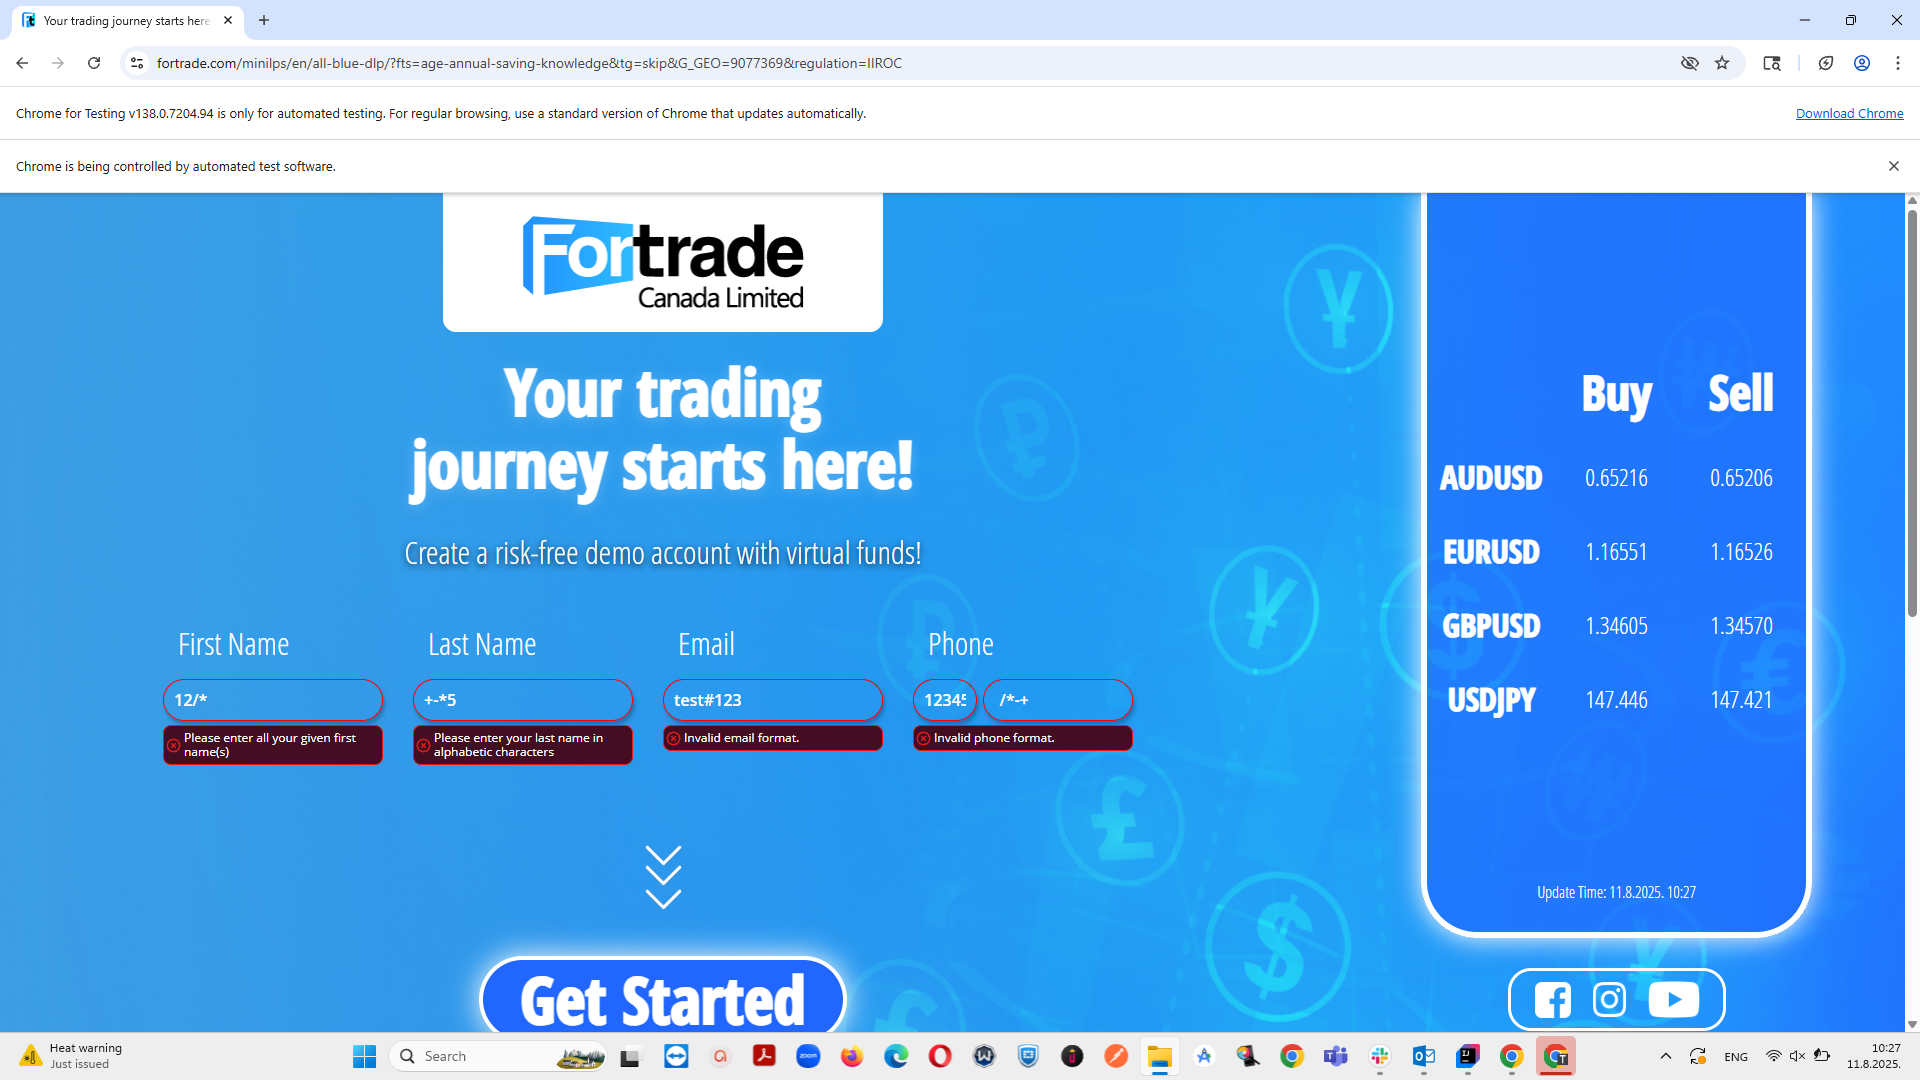 Your trading journey starts here
fortrade.com/minilps/en/all-blue-dlp/?fts=age-annual-saving-knowledge&tg=skip&G_GEO=9077369&regulation=IIROC
Chrome for Testing v138.0.7204.94 is only for automated testing. For regular browsing, use a standard version of Chrome that updates automatically.
Download Chrome
Chrome is being controlled by automated test software.
Fortrade
Canada Limited
Your trading
journey starts here!
Create a risk-free demo account with virtual funds!
First Name
Last Name
Email
Phone
12/*
+-*5
test#123
12345
/*-+
Please enter all your given first
name(s)
Please enter your last name in
alphabetic characters
Invalid email format.
Invalid phone format.
Get Started
Buy Sell
AUDUSD 0.65216 0.65206
EURUSD 1.16551 1.16526
GBPUSD 1.34605 1.34570
USDJPY 147.446 147.421
Update Time: 11.8.2025. 10:27
Heat warning
Just issued
Search
zoom
ENG
10:27
11.8.2025.